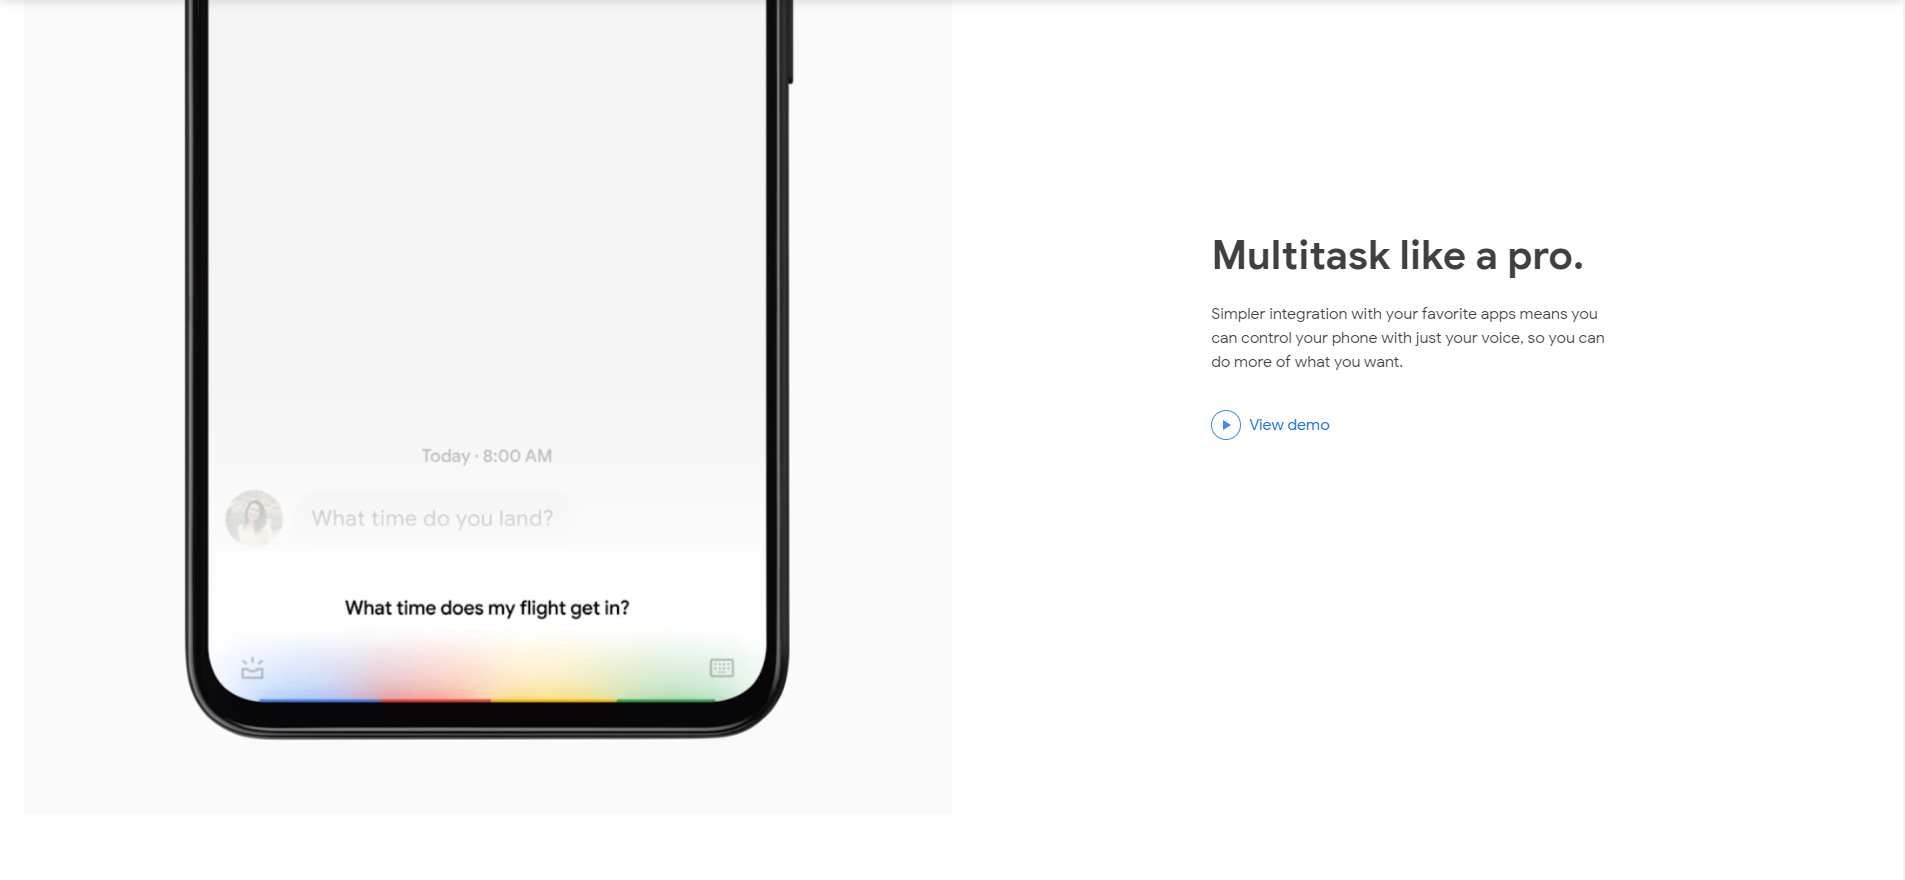 Today · 8:00 AM
What time do you land?
What time does my flight get in?
Multitask like a pro.
Simpler integration with your favorite apps means you
can control your phone with just your voice, so you can
do more of what you want.
View demo